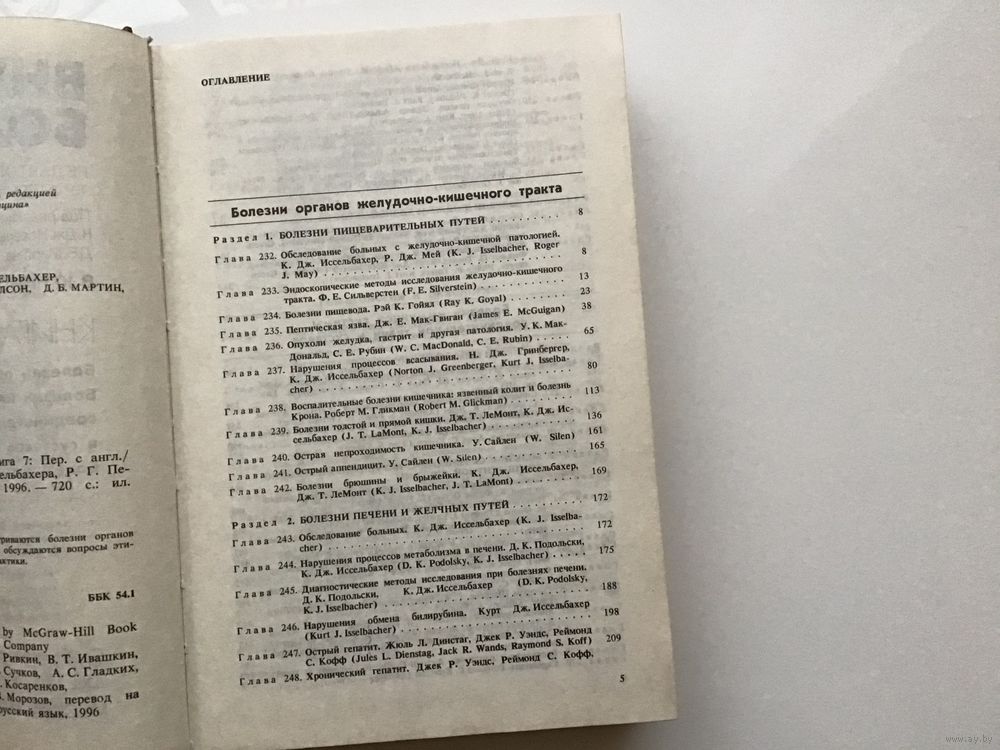 редакцией
цина»
ЕЛЬБАХЕР,
ЛСОН, Д. Б. МАРТИН,
ига 7: Пер. с англ./
сельбахера, Р. Г. Пе-
1996. — 720 с.: ил.
триваются болезни органов
обсуждаются вопросы эти-
рактики.
ББК 54.1
by McGraw-Hill Book
Company
Ривкин, В. Т. Ивашкин,
Сучков, А. С. Гладких,
. Косаренков,
. Морозов, перевод на
русский язык, 1996
ОГЛАВЛЕНИЕ
Болезни органов желудочно-кишечного тракта
Раздел 1. БОЛЕЗНИ ПИЩЕВАРИТЕЛЬНЫХ ПУТЕЙ . . . . . . . . . . 8
Глава 232. Обследование больных с желудочно-кишечной патологией.
К. Дж. Иссельбахер, Р. Дж. Мей (K. J. Isselbacher, Roger
J. May) . . . . . . . . . . 8
Глава 233. Эндоскопические методы исследования желудочно-кишечного
тракта. Ф. Е. Сильверстен (F. E. Silverstein) . . . . . . . . . . 13
Глава 234. Болезни пищевода. Рэй К. Гойял (Ray K. Goyal) . . . . . . . . 23
Глава 235. Пептическая язва. Дж. Е. Мак-Гвиган (James E. McGuigan) 38
Глава 236. Опухоли желудка, гастрит и другая патология. У. К. Мак-
Дональд, С. Е. Рубин (W. C. MacDonald, C. E. Rubin) . . . . 65
Глава 237. Нарушения процессов всасывания. Н. Дж. Гринбергер,
К. Дж. Иссельбахер (Norton J. Greenberger, Kurt J. Isselba-
cher) . . . . . . . . . . 80
Глава 238. Воспалительные болезни кишечника: язвенный колит и болезнь
Крона. Роберт М. Гликман (Robert M. Glickman) . . . . . . . . 113
Глава 239. Болезни толстой и прямой кишки. Дж. Т. ЛеМонт, К. Дж. Ис-
сельбахер (J. T. LaMont, K. J. Isselbacher) . . . . . . . . . . 136
Глава 240. Острая непроходимость кишечника. У. Сайлен (W. Silen) 161
Глава 241. Острый аппендицит. У. Сайлен (W. Silen) . . . . . . . . . . 165
Глава 242. Болезни брюшины и брыжейки. К. Дж. Иссельбахер,
Дж. Т. ЛеМонт (K. J. Isselbacher, J. T. LaMont) . . . . . . . . 169
Раздел 2. БОЛЕЗНИ ПЕЧЕНИ И ЖЕЛЧНЫХ ПУТЕЙ . . . . . . . . . . 172
Глава 243. Обследование больных. К. Дж. Иссельбахер (K. J. Isselba-
cher) . . . . . . . . . . 172
Глава 244. Нарушения процессов метаболизма в печени. Д. К. Подольски,
К. Дж. Иссельбахер (D. K. Podolsky, K. J. Isselbacher) . . . . 175
Глава 245. Диагностические методы исследования при болезнях печени.
Д. К. Подольски, К. Дж. Иссельбахер (D. K. Podolsky,
K. J. Isselbacher) . . . . . . . . . . 188
Глава 246. Нарушения обмена билирубина. Курт Дж. Иссельбахер
(Kurt J. Isselbacher) . . . . . . . . . . 198
Глава 247. Острый гепатит. Жюль Л. Динстаг, Джек Р. Уэндс, Реймонд
С. Кофф (Jules L. Dienstag, Jack R. Wands, Raymond S. Koff) 209
Глава 248. Хронический гепатит. Джек Р. Уэндс, Реймонд С. Кофф,
5
www.ay.by